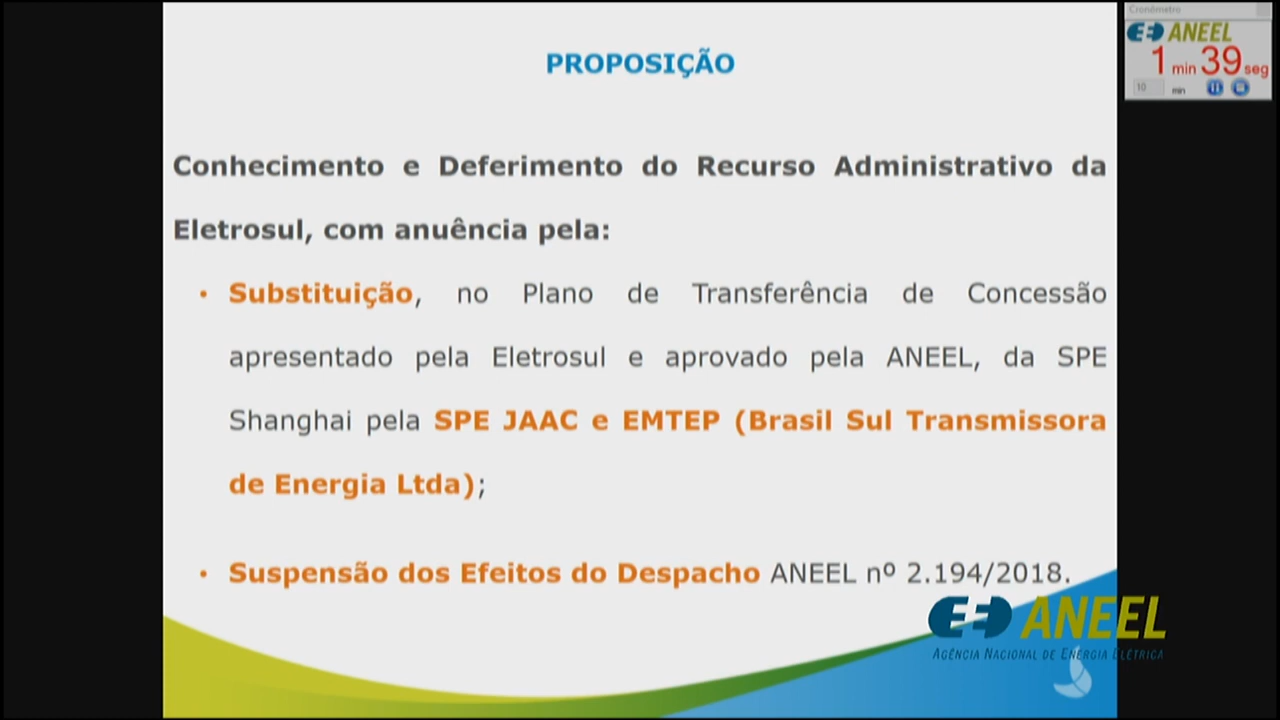 PROPOSIÇÃO
Conhecimento e Deferimento do Recurso Administrativo da
Eletrosul, com anuência pela:
• Substituição, no Plano de Transferência de Concessão
apresentado pela Eletrosul e aprovado pela ANEEL, da SPE
Shanghai pela SPE JAAC e EMTEP (Brasil Sul Transmissora
de Energia Ltda);
• Suspensão dos Efeitos do Despacho ANEEL nº 2.194/2018.
Cronômetro
ANEEL
1 min 39 seg
10 min
ANEEL
AGÊNCIA NACIONAL DE ENERGIA ELÉTRICA